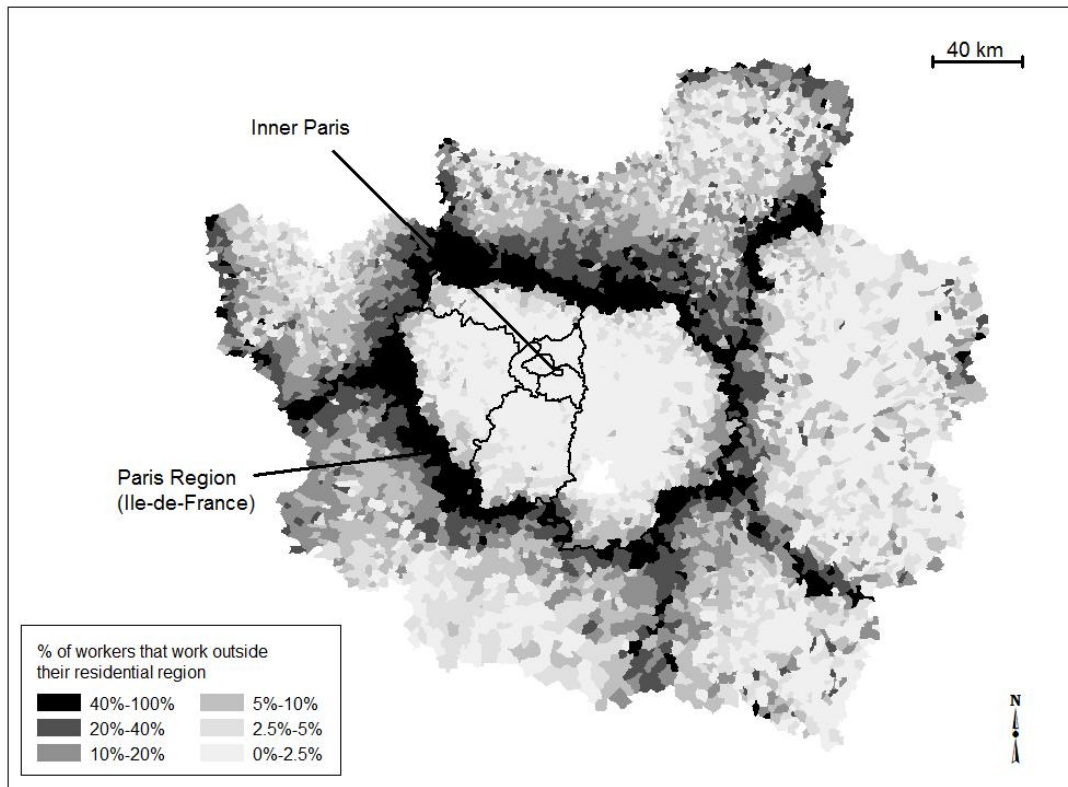 40 km
Inner Paris
Paris Region
(Ile-de-France)
% of workers that work outside
their residential region
40%-100%
5%-10%
20%-40%
2.5%-5%
10%-20%
0%-2.5%
N